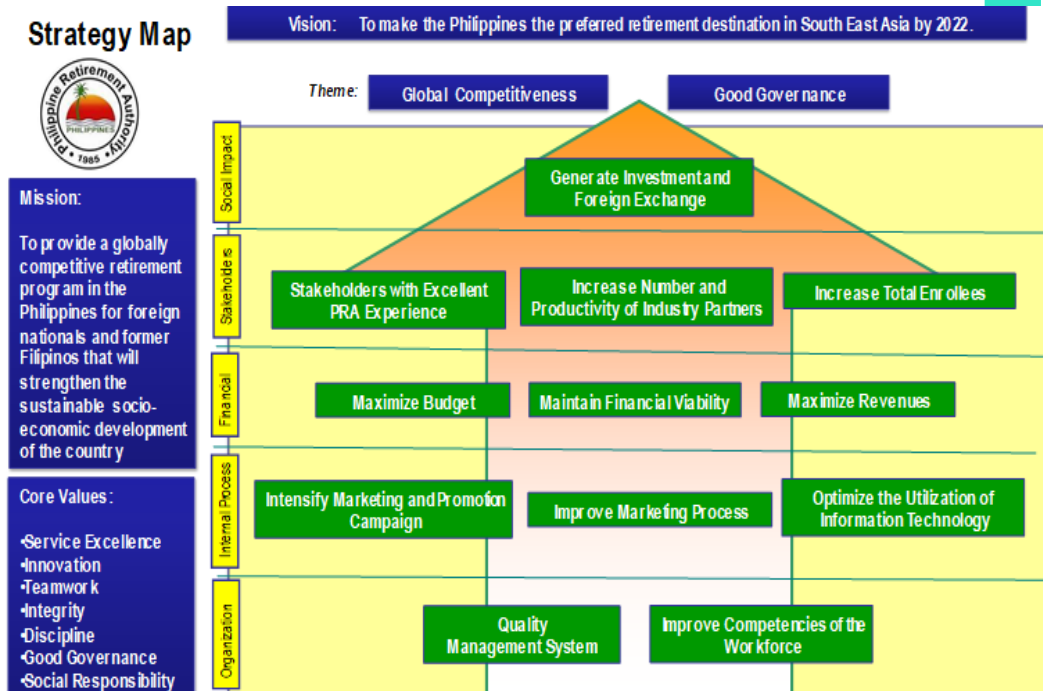 Strategy Map
Vision: To make the Philippines the preferred retirement destination in South East Asia by 2022.
Theme:
Global Competitiveness
Good Governance
Philippine Retirement Authority
PHILIPPINES
• 1985 •
Mission:
To provide a globally
competitive retirement
program in the
Philippines for foreign
nationals and former
Filipinos that will
strengthen the
sustainable socio-
economic development
of the country
Core Values:
•Service Excellence
•Innovation
•Teamwork
•Integrity
•Discipline
•Good Governance
•Social Responsibility
Social Impact
Generate Investment and
Foreign Exchange
Stakeholders
Stakeholders with Excellent
PRA Experience
Increase Number and
Productivity of Industry Partners
Increase Total Enrollees
Financial
Maximize Budget
Maintain Financial Viability
Maximize Revenues
Internal Process
Intensify Marketing and Promotion
Campaign
Improve Marketing Process
Optimize the Utilization of
Information Technology
Organization
Quality
Management System
Improve Competencies of the
Workforce